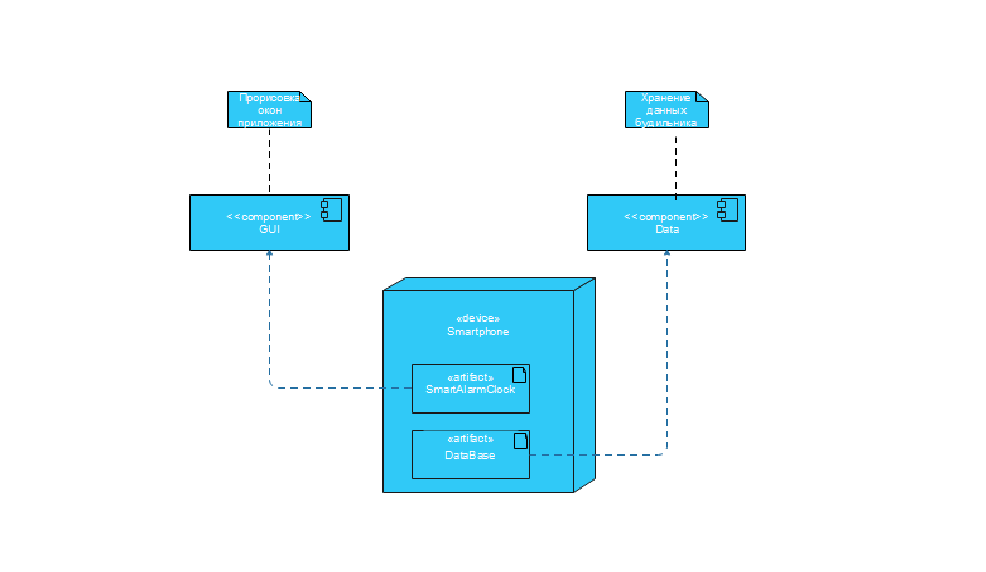 Прорисовка
окон
приложения
Хранение
данных
будильника
<<component>>
GUI
<<component>>
Data
«device»
Smartphone
«artifact»
SmartAlarmClock
«artifact»
DataBase